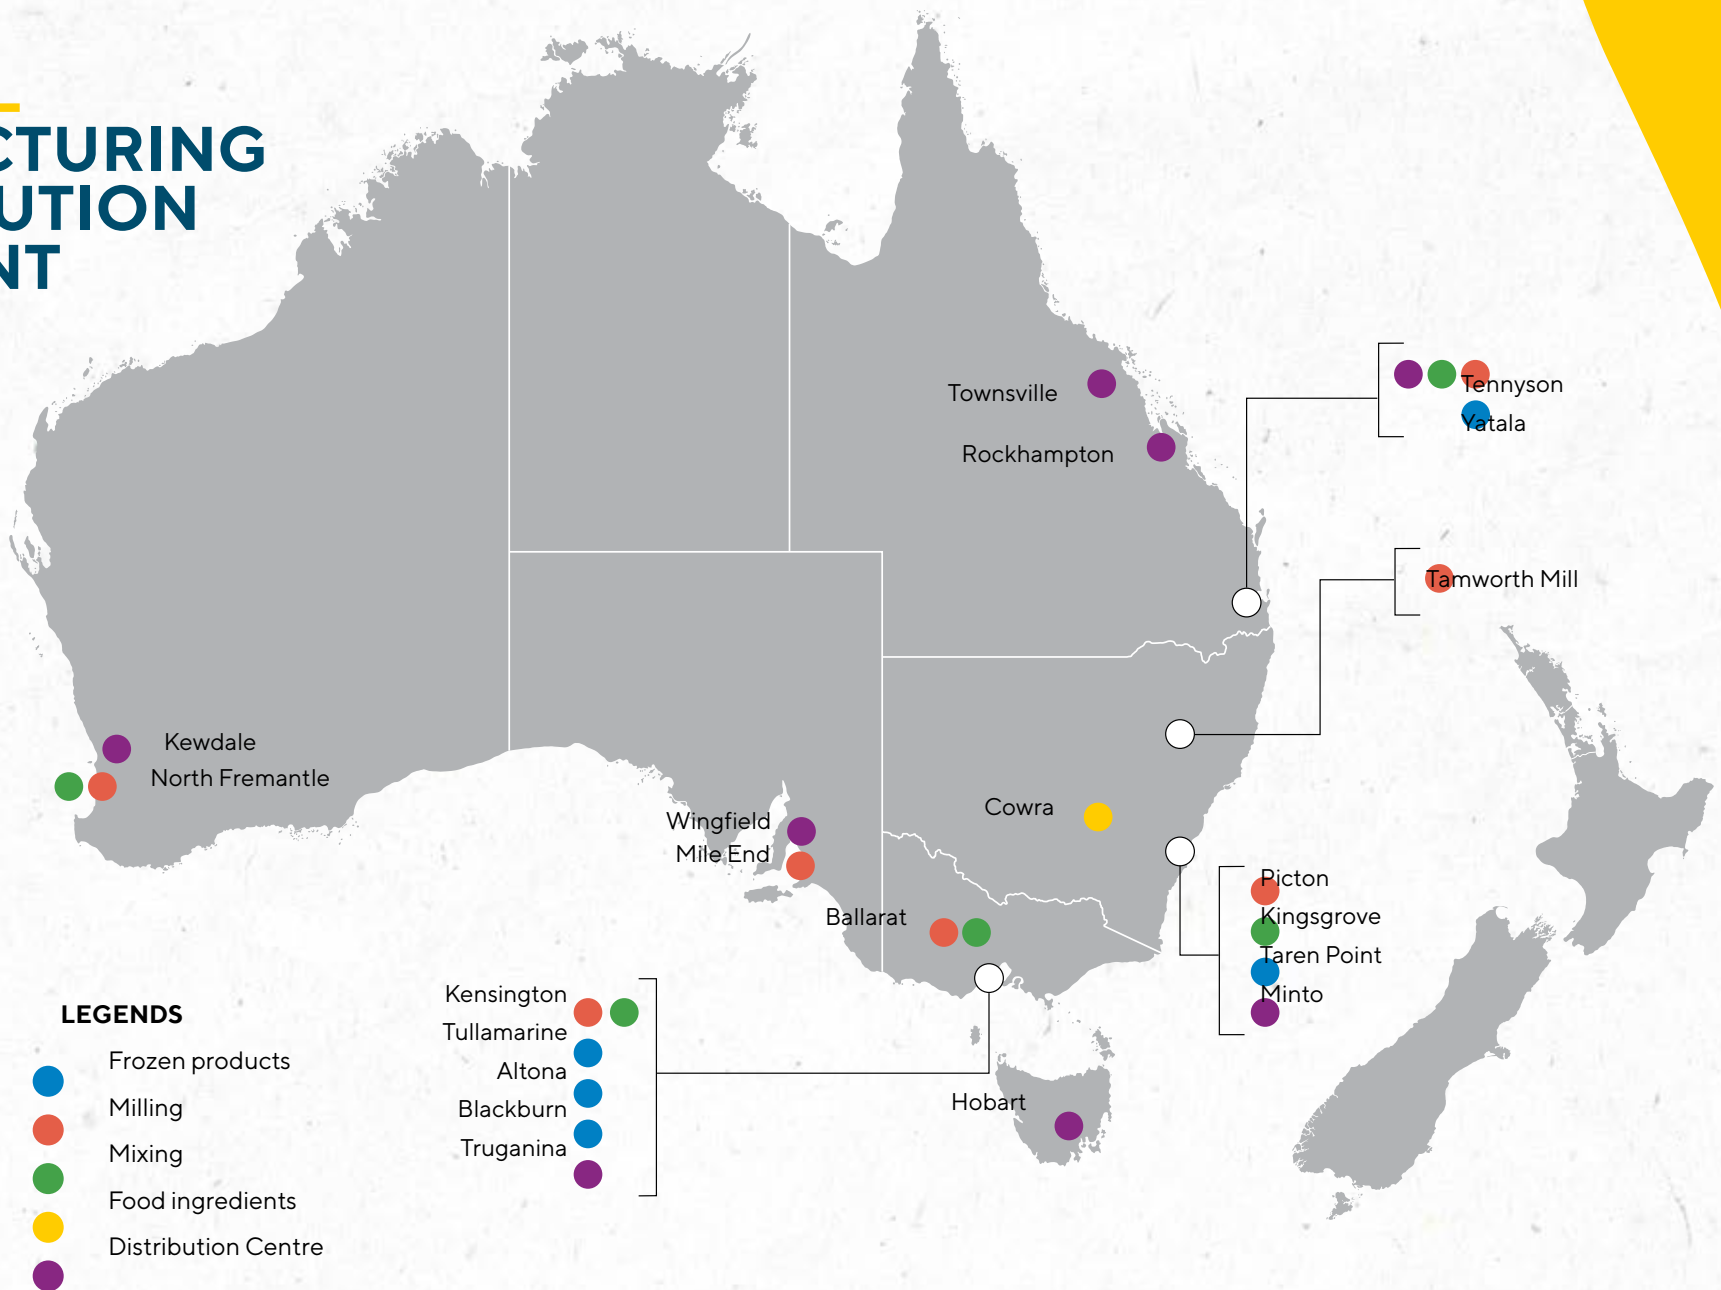 CTURING
UTION
NT
Townsville
Rockhampton
Tennyson
Yatala
Tamworth Mill
Kewdale
North Fremantle
Wingfield
Mile End
Cowra
Ballarat
Picton
Kingsgrove
Taren Point
Minto
Kensington
Tullamarine
Altona
Blackburn
Truganina
Hobart
LEGENDS
Frozen products
Milling
Mixing
Food ingredients
Distribution Centre